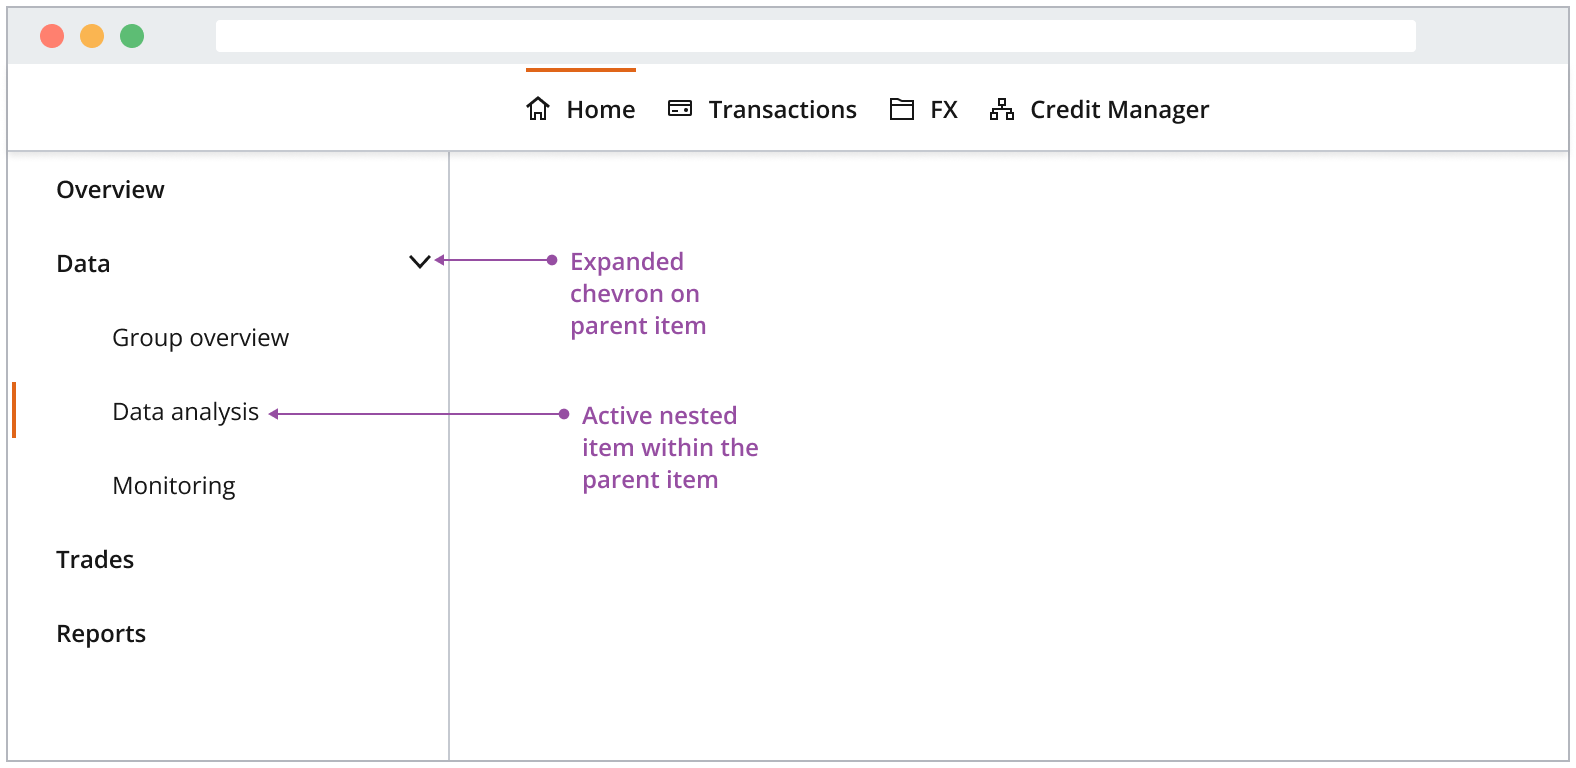 Home Transactions FX Credit Manager
Overview
Data
Expanded
chevron on
parent item
Group overview
Data analysis
Active nested
item within the
parent item
Monitoring
Trades
Reports